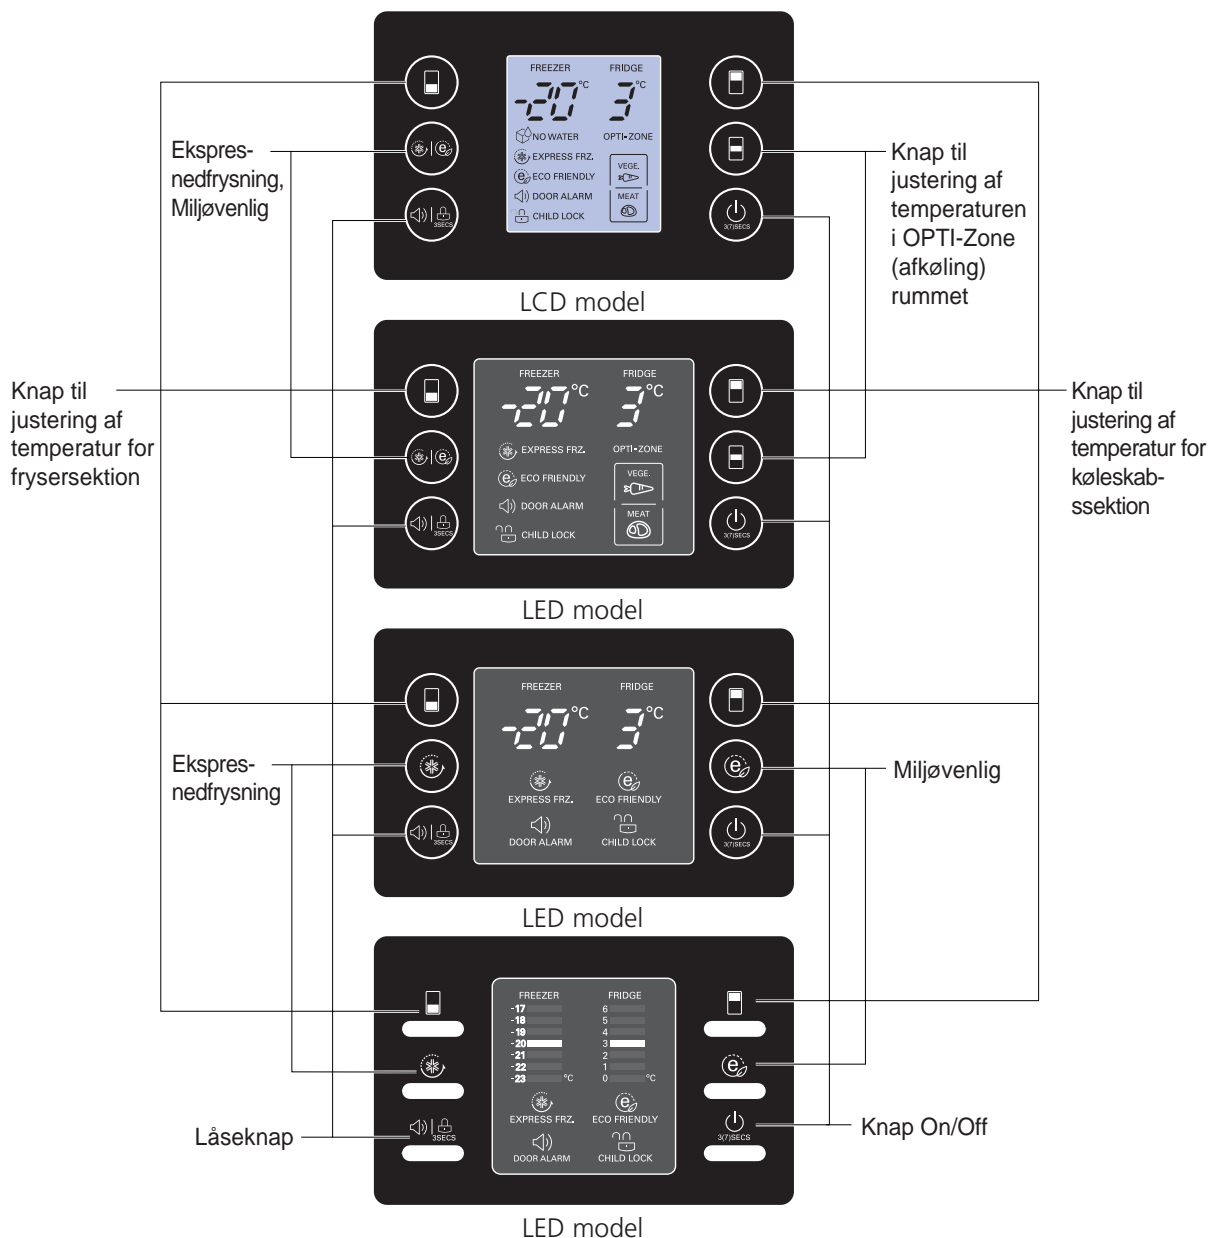 FREEZER FRIDGE
-20 °C 3 °C
NO WATER OPTI-ZONE
EXPRESS FRZ.
VEGE.
ECO FRIENDLY
DOOR ALARM
MEAT
CHILD LOCK
3SECS
3(7)SECS
Ekspres-
nedfrysning,
Miljøvenlig
Knap til
justering af
temperaturen
i OPTI-Zone
(afkøling)
rummet
LCD model
Knap til
justering af
temperatur for
frysersektion
FREEZER FRIDGE
-20 °C 3 °C
EXPRESS FRZ. OPTI-ZONE
ECO FRIENDLY
VEGE.
DOOR ALARM
MEAT
CHILD LOCK
3SECS
3(7)SECS
Knap til
justering af
temperatur for
køleskab-
ssektion
LED model
FREEZER FRIDGE
-20 °C 3 °C
EXPRESS FRZ. ECO FRIENDLY
DOOR ALARM CHILD LOCK
3SECS
3(7)SECS
Ekspres-
nedfrysning
Miljøvenlig
LED model
FREEZER FRIDGE
-17 6
-18 5
-19 4
-20 3
-21 2
-22 1
-23 °C 0 °C
EXPRESS FRZ. ECO FRIENDLY
DOOR ALARM CHILD LOCK
3SECS
3(7)SECS
Låseknap
Knap On/Off
LED model